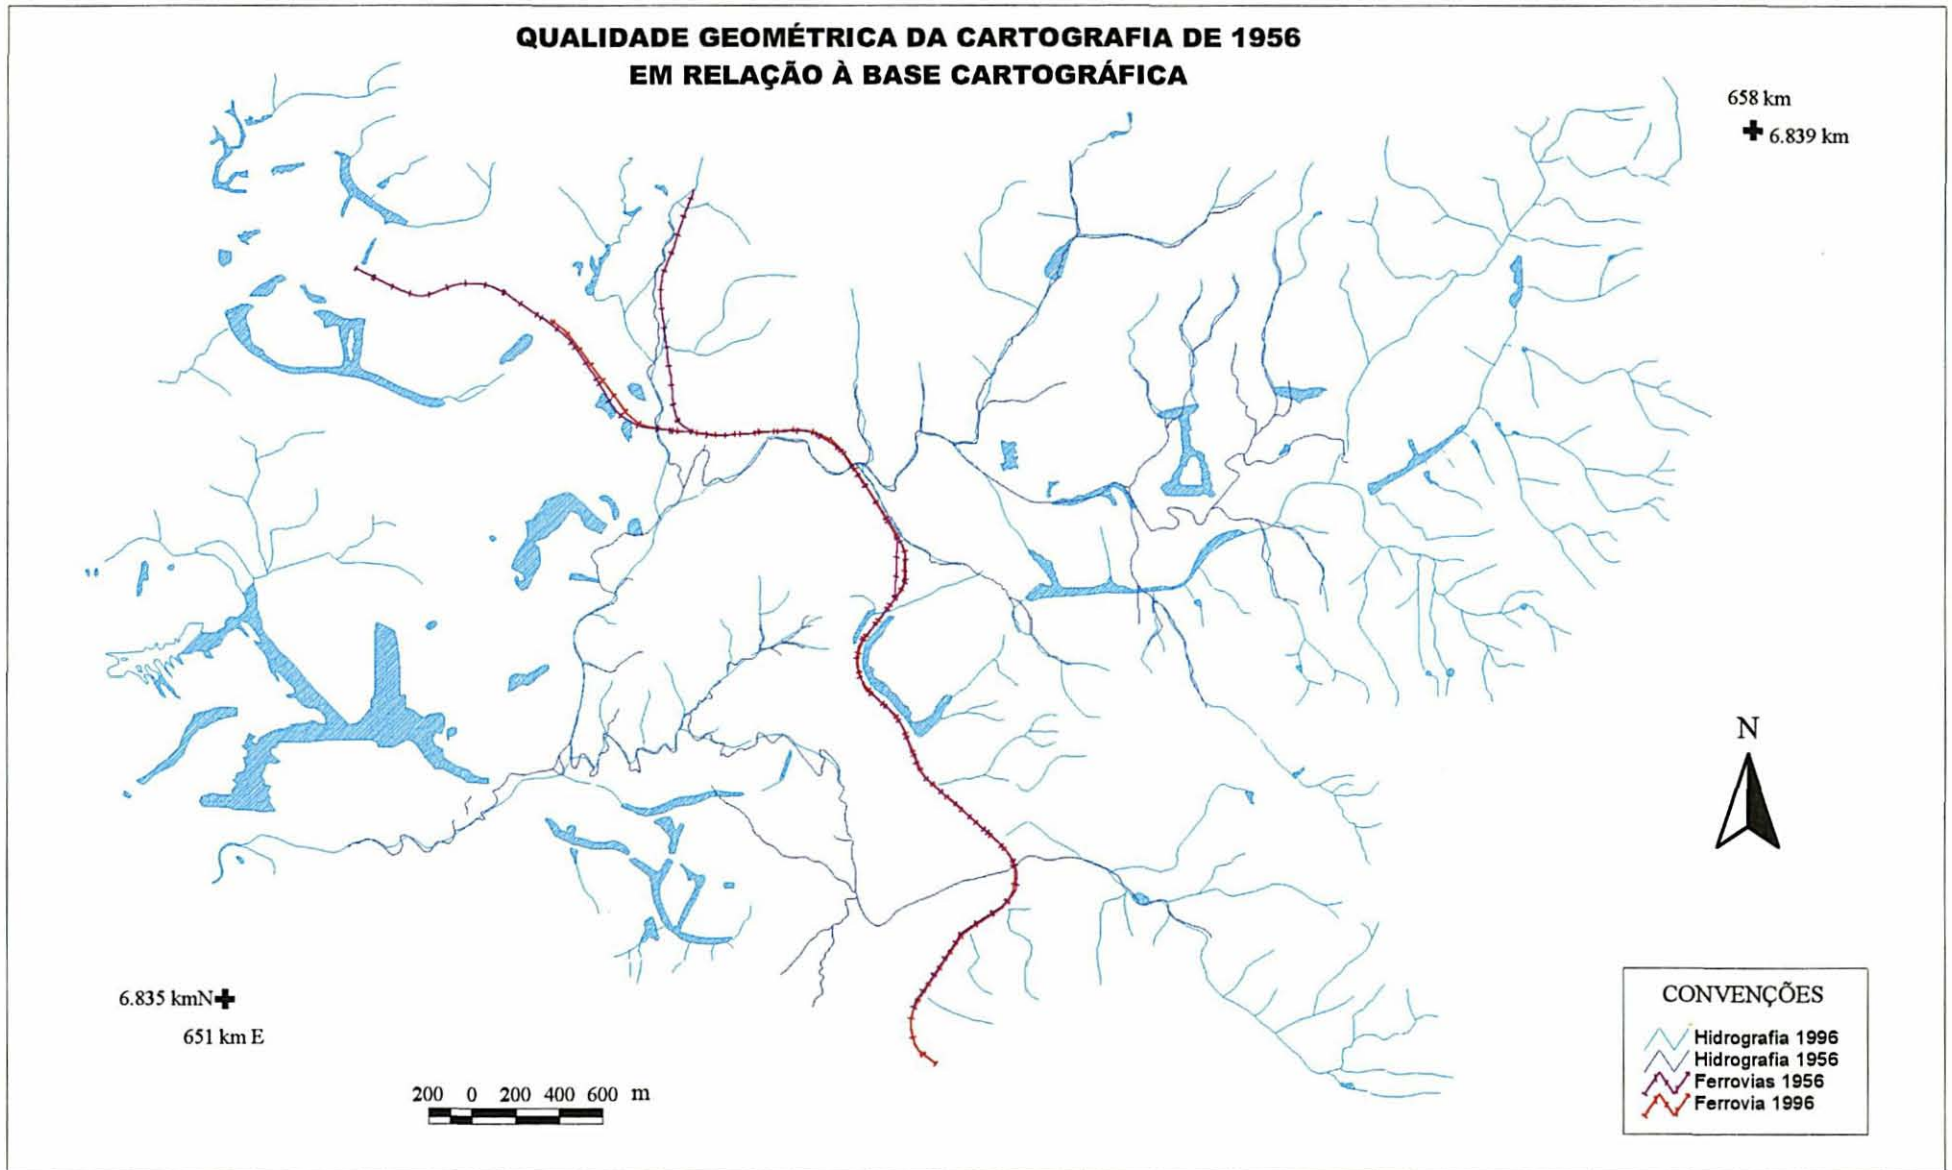 QUALIDADE GEOMÉTRICA DA CARTOGRAFIA DE 1956
EM RELAÇÃO À BASE CARTOGRÁFICA
658 km
6.839 km
N
6.835 kmN
651 km E
200 0 200 400 600 m
CONVENÇÕES
Hidrografia 1996
Hidrografia 1956
Ferrovias 1956
Ferrovia 1996